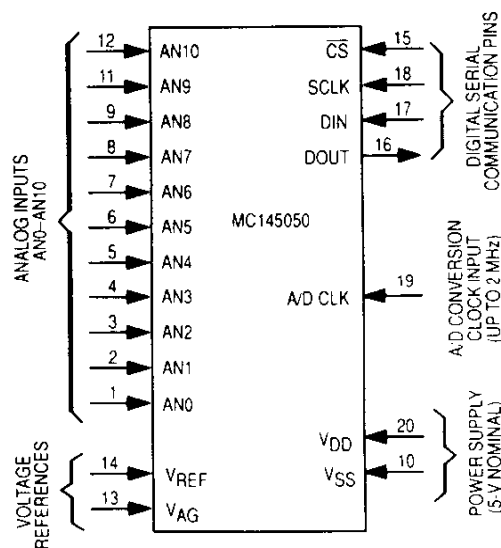 ANALOG INPUTS
AN0–AN10
12 AN10
11 AN9
9 AN8
8 AN7
7 AN6
6 AN5
5 AN4
4 AN3
3 AN2
2 AN1
1 AN0
VOLTAGE
REFERENCES
14 VREF
13 VAG
MC145050
CS 15
SCLK 18
DIN 17
DOUT 16
DIGITAL SERIAL
COMMUNICATION PINS
A/D CLK 19
A/D CONVERSION
CLOCK INPUT
(UP TO 2 MHz)
VDD 20
VSS 10
POWER SUPPLY
(5-V NOMINAL)